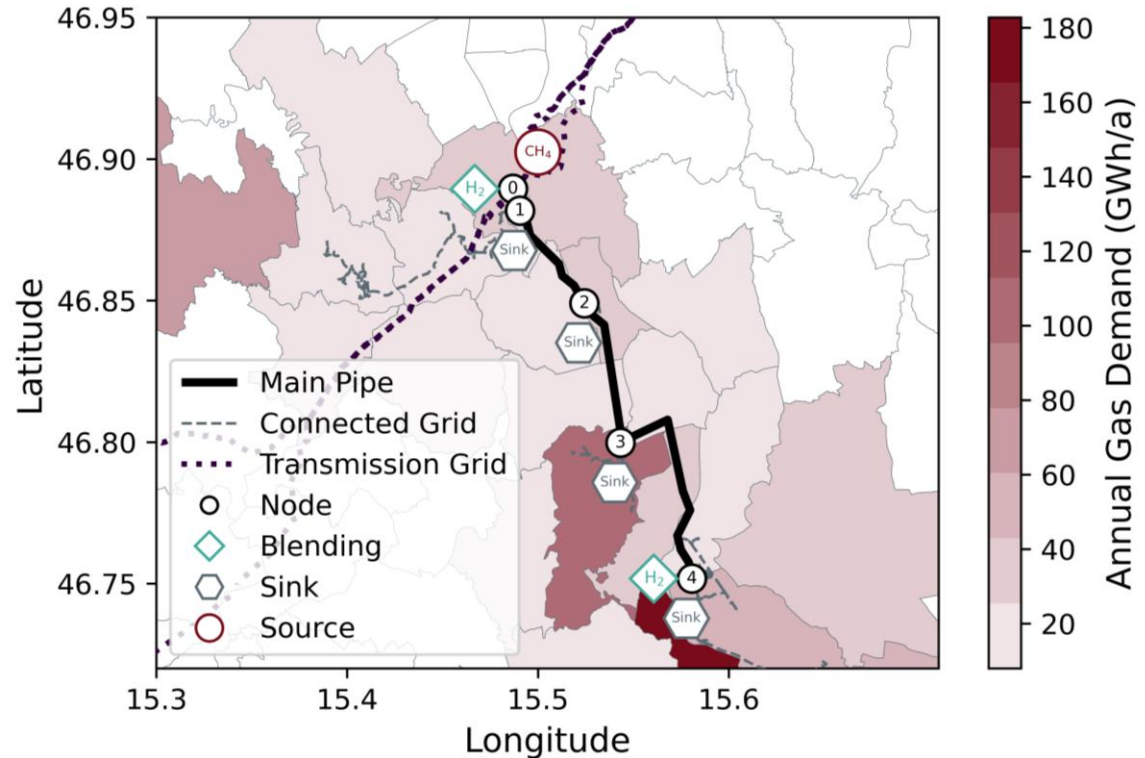 46.95
46.90
46.85
46.80
46.75
Latitude
15.3
15.4
15.5
15.6
Longitude
CH₄
H₂
0
1
Sink
2
Sink
3
Sink
H₂
4
Sink
Main Pipe
Connected Grid
Transmission Grid
Node
Blending
Sink
Source
180
160
140
120
100
80
60
40
20
Annual Gas Demand (GWh/a)